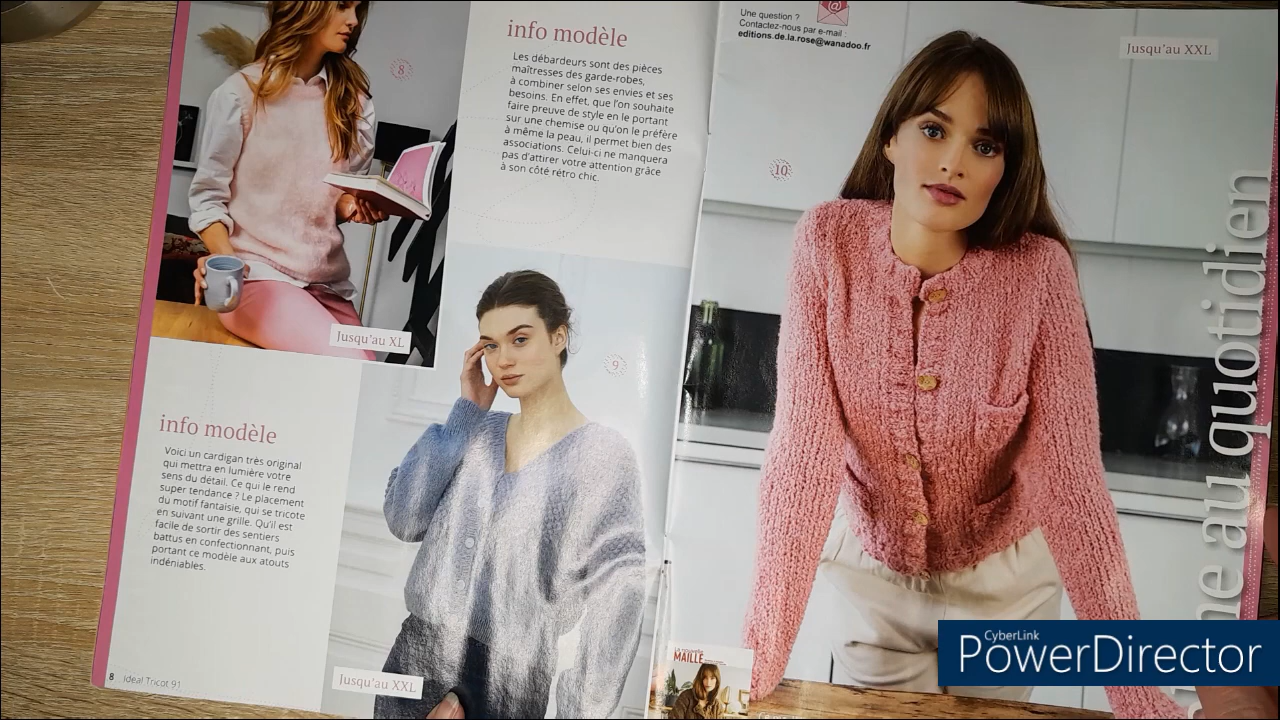 8
info modèle
Les débardeurs sont des pièces
maîtresses des garde-robes,
à combiner selon ses envies et ses
besoins. En effet, que l'on souhaite
faire preuve de style en le portant
sur une chemise ou qu'on le préfère
à même la peau, il permet bien des
associations. Celui-ci ne manquera
pas d'attirer votre attention grâce
à son côté rétro chic.
Jusqu'au XL
9
info modèle
Voici un cardigan très original
qui mettra en lumière votre
sens du détail. Ce qui le rend
super tendance ? Le placement
du motif fantaisie, qui se tricote
en suivant une grille. Qu'il est
facile de sortir des sentiers
battus en confectionnant, puis
portant ce modèle aux atouts
indéniables.
Jusqu'au XXL
8 Idéal Tricot 91
Une question ?
Contactez-nous par e-mail :
editions.de.la.rose@wanadoo.fr
@
Jusqu'au XXL
10
au quotidien
MAILLE
CyberLink
PowerDirector